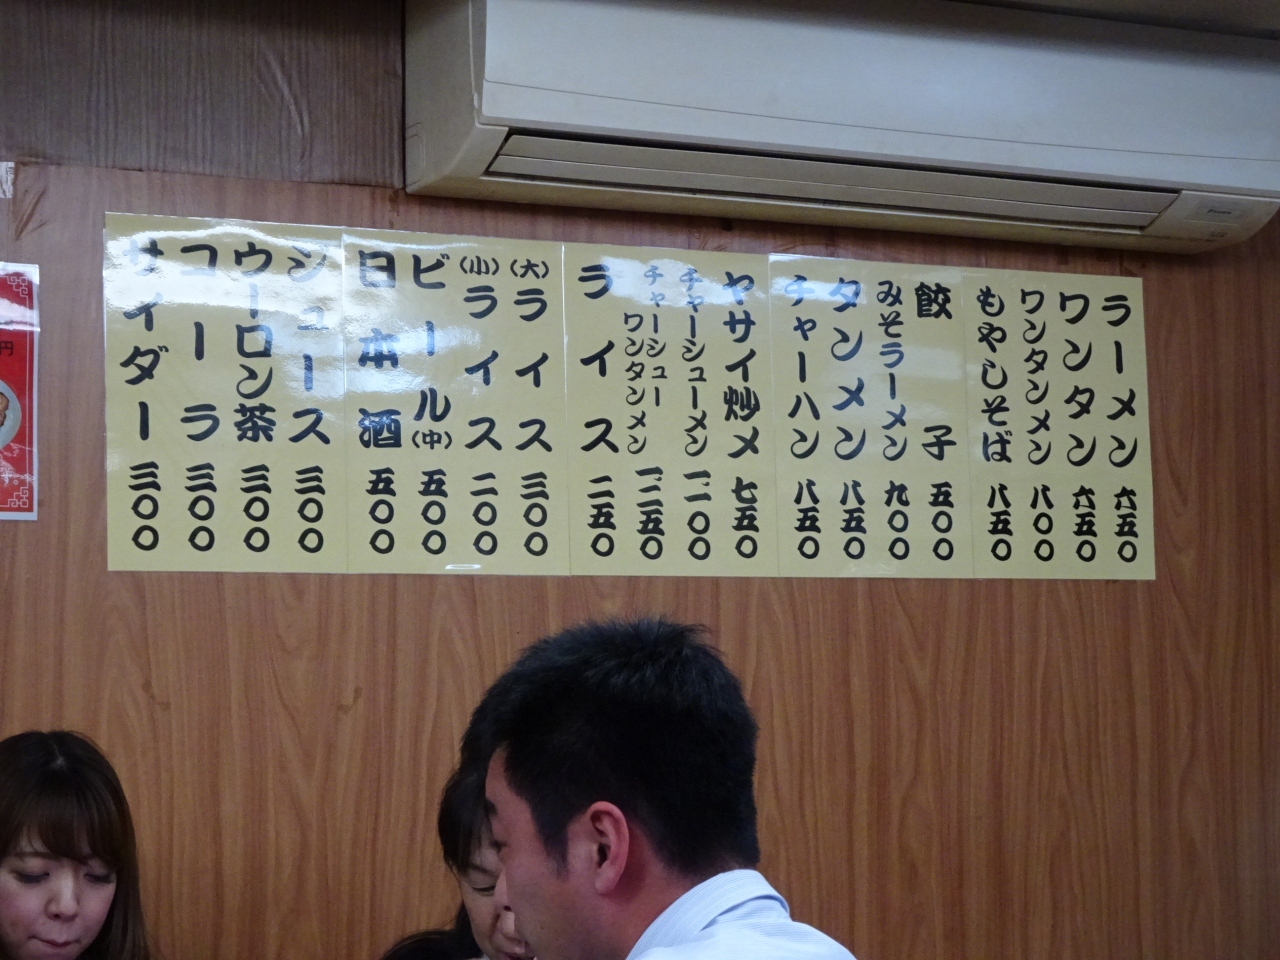 ラーメン 六五〇
ワンタン 六五〇
ワンタンメン 八〇〇
もやしそば 八五〇
餃子 五〇〇
みそラーメン 九〇〇
タンメン 八五〇
チャーハン 八五〇
ヤサイ炒メ 七五〇
チャーシューメン 一、一〇〇
チャーシューワンタンメン 一、二五〇
ライス 二五〇
(大)ライス 三〇〇
(小)ライス 二〇〇
ビール(中) 五〇〇
日本酒 五〇〇
ジュース 三〇〇
ウーロン茶 三〇〇
コーラ 三〇〇
サイダー 三〇〇
円
す。